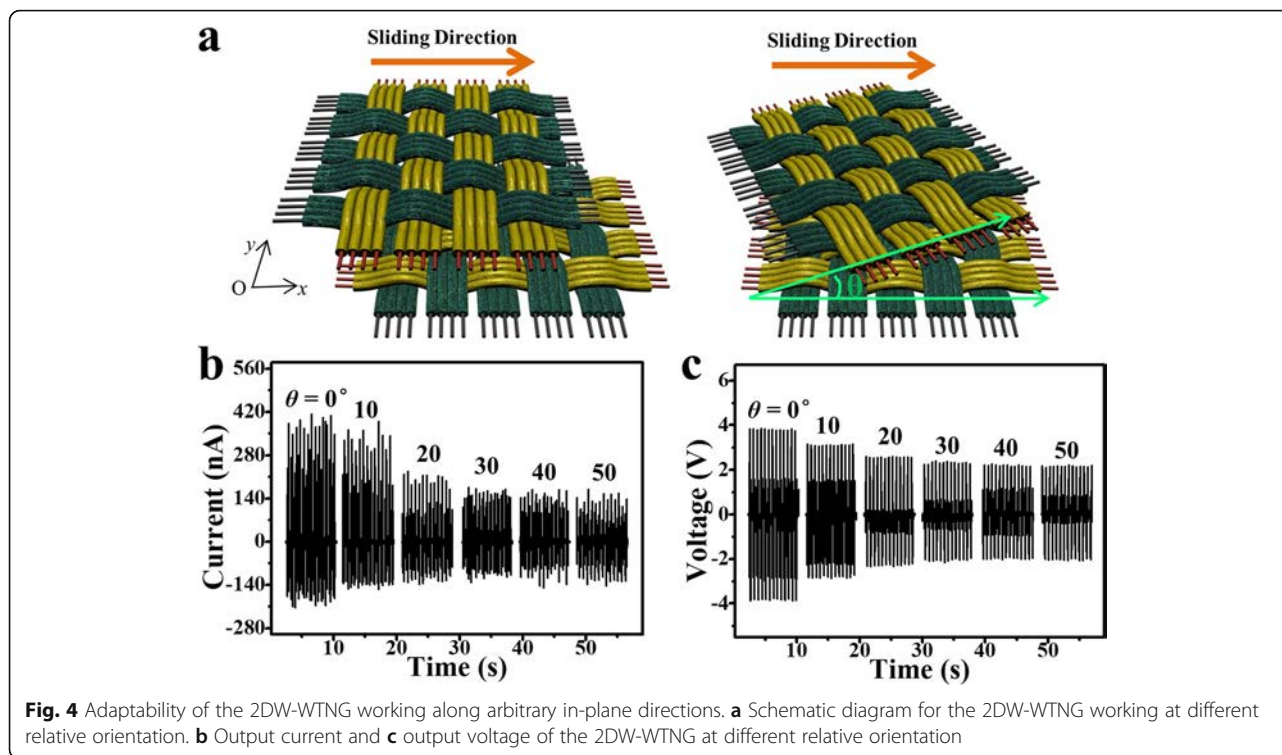 a
Sliding Direction
Sliding Direction
y
O
x
θ
b
c
560
420
280
140
0
-140
-280
Current (nA)
θ = 0°
10
20
30
40
50
10
20
30
40
50
Time (s)
6
4
2
0
-2
-4
Voltage (V)
θ = 0°
10
20
30
40
50
10
20
30
40
50
Time (s)
Fig. 4 Adaptability of the 2DW-WTNG working along arbitrary in-plane directions. a Schematic diagram for the 2DW-WTNG working at different
relative orientation. b Output current and c output voltage of the 2DW-WTNG at different relative orientation